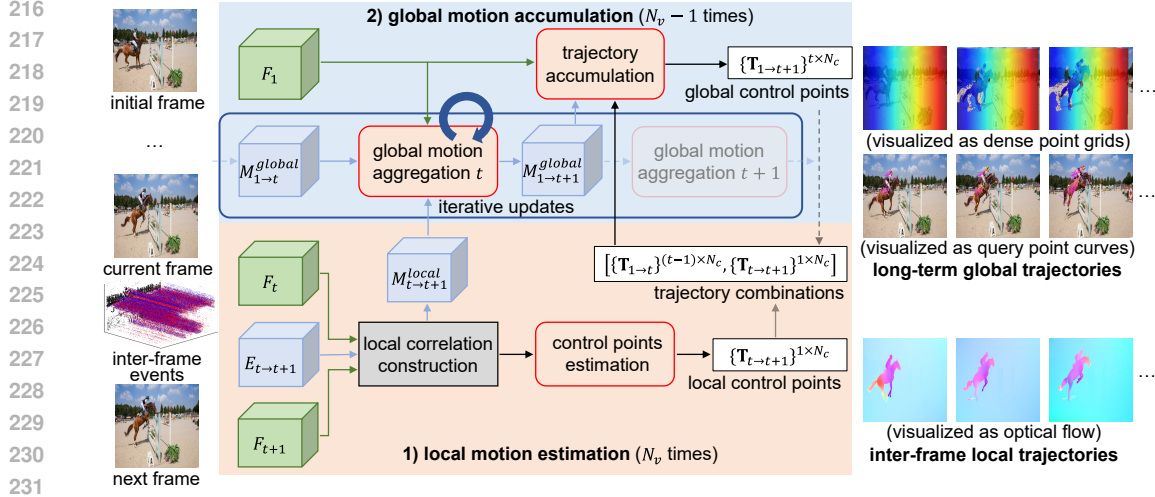 216
217
218
219
220
221
222
223
224
225
226
227
228
229
230
231
initial frame
...
current frame
inter-frame
events
next frame
2) global motion accumulation (N_v − 1 times)
F_1
trajectory
accumulation
{T_{1→t+1}}^{t×N_c}
global control points
M_{1→t}^{global}
global motion
aggregation t
M_{1→t+1}^{global}
global motion
aggregation t + 1
iterative updates
F_t
M_{t→t+1}^{local}
[{T_{1→t}}^{(t−1)×N_c}, {T_{t→t+1}}^{1×N_c}]
trajectory combinations
E_{t→t+1}
local correlation
construction
control points
estimation
{T_{t→t+1}}^{1×N_c}
local control points
F_{t+1}
1) local motion estimation (N_v times)
...
(visualized as dense point grids)
...
(visualized as query point curves)
long-term global trajectories
...
(visualized as optical flow)
inter-frame local trajectories